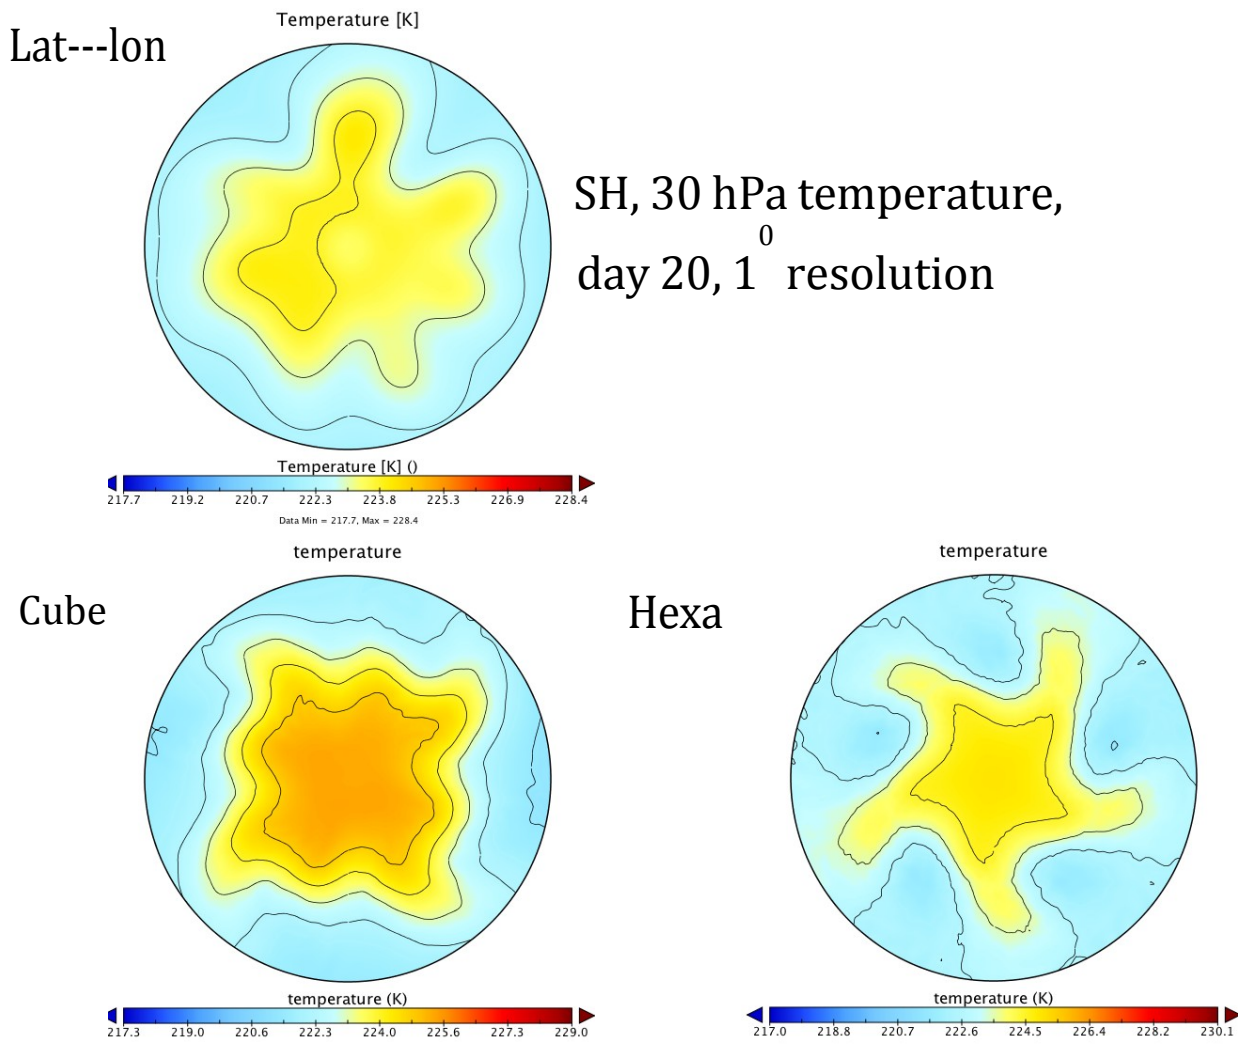 Temperature [K]
Lat---lon
SH, 30 hPa temperature,
day 20, 1⁰ resolution
Temperature [K] ()
217.7 219.2 220.7 222.3 223.8 225.3 226.9 228.4
Data Min = 217.7, Max = 228.4
temperature
Cube
temperature (K)
217.3 219.0 220.6 222.3 224.0 225.6 227.3 229.0
temperature
Hexa
temperature (K)
217.0 218.8 220.7 222.6 224.5 226.4 228.2 230.1